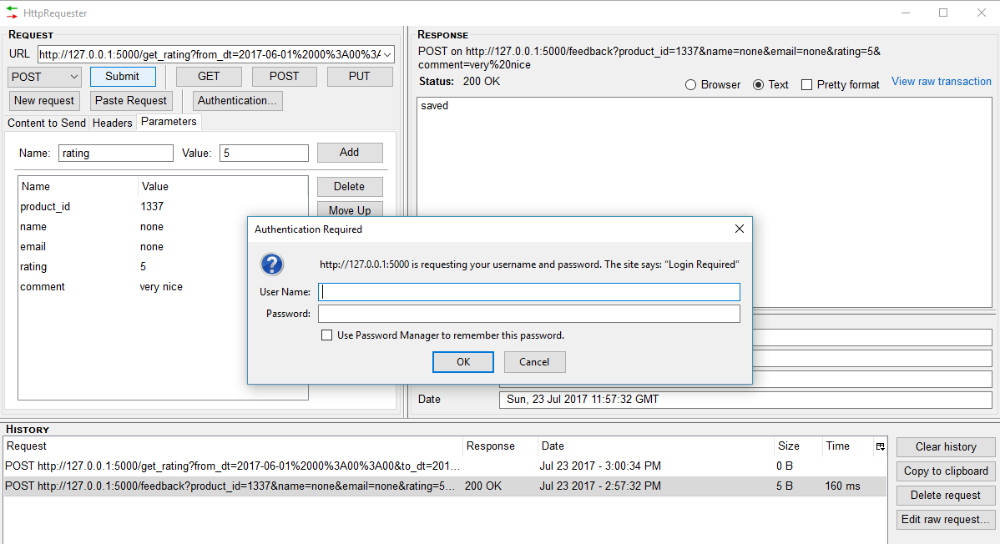 HttpRequester
REQUEST
URL http://127.0.0.1:5000/get_rating?from_dt=2017-06-01%2000%3A00%3A
POST Submit GET POST PUT
New request Paste Request Authentication...
Content to Send Headers Parameters
Name: rating Value: 5 Add
Name Value
product_id 1337
name none
email none
rating 5
comment very nice
Delete
Move Up
RESPONSE
POST on http://127.0.0.1:5000/feedback?product_id=1337&name=none&email=none&rating=5&
comment=very%20nice
Status: 200 OK
Browser Text Pretty format View raw transaction
saved
Authentication Required
http://127.0.0.1:5000 is requesting your username and password. The site says: “Login Required”
User Name:
Password:
Use Password Manager to remember this password.
OK Cancel
Date Sun, 23 Jul 2017 11:57:32 GMT
HISTORY
Request Response Date Size Time
POST http://127.0.0.1:5000/get_rating?from_dt=2017-06-01%2000%3A00%3A00&to_dt=201... Jul 23 2017 - 3:00:34 PM 0 B
POST http://127.0.0.1:5000/feedback?product_id=1337&name=none&email=none&rating=5... 200 OK Jul 23 2017 - 2:57:32 PM 5 B 160 ms
Clear history
Copy to clipboard
Delete request
Edit raw request...